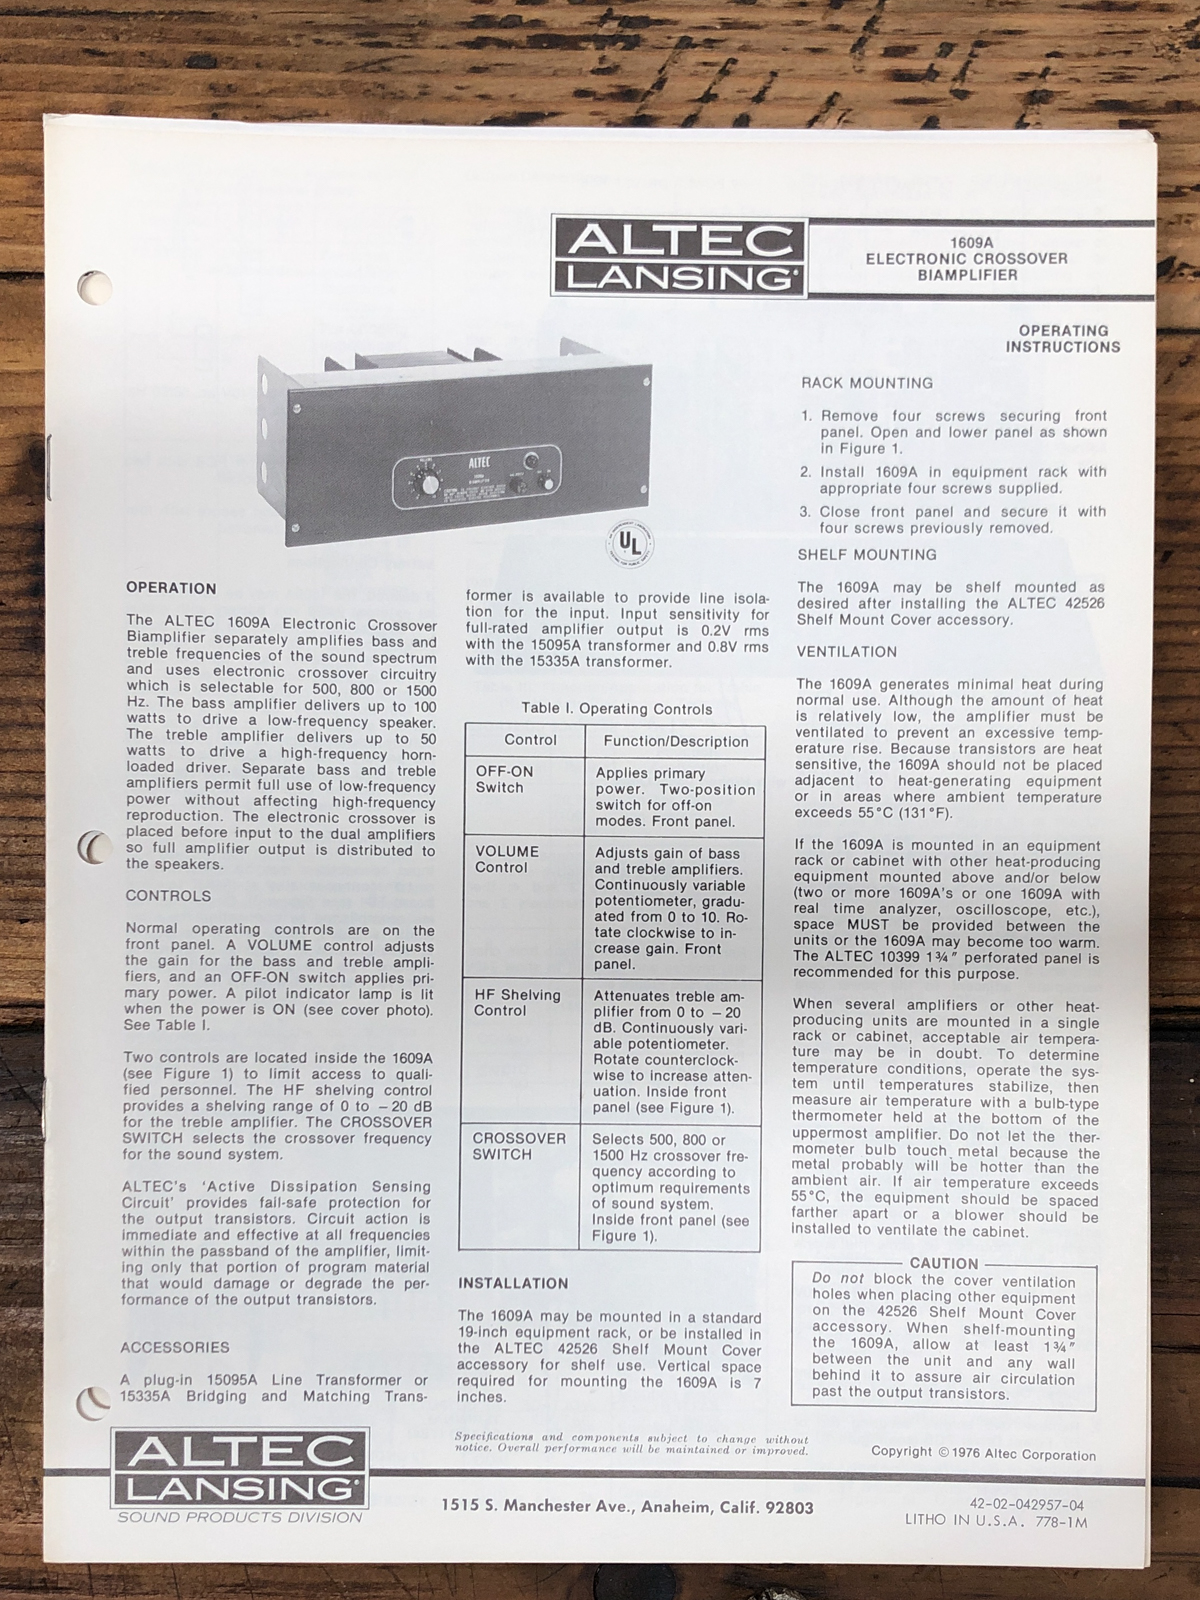 ALTEC
LANSING
1609A
ELECTRONIC CROSSOVER
BIAMPLIFIER
OPERATING
INSTRUCTIONS
ALTEC
UL
OPERATION
The ALTEC 1609A Electronic Crossover
Biamplifier separately amplifies bass and
treble frequencies of the sound spectrum
and uses electronic crossover circuitry
which is selectable for 500, 800 or 1500
Hz. The bass amplifier delivers up to 100
watts to drive a low-frequency speaker.
The treble amplifier delivers up to 50
watts to drive a high-frequency horn-
loaded driver. Separate bass and treble
amplifiers permit full use of low-frequency
power without affecting high-frequency
reproduction. The electronic crossover is
placed before input to the dual amplifiers
so full amplifier output is distributed to
the speakers.
CONTROLS
Normal operating controls are on the
front panel. A VOLUME control adjusts
the gain for the bass and treble ampli-
fiers, and an OFF-ON switch applies pri-
mary power. A pilot indicator lamp is lit
when the power is ON (see cover photo).
See Table I.
Two controls are located inside the 1609A
(see Figure 1) to limit access to quali-
fied personnel. The HF shelving control
provides a shelving range of 0 to −20 dB
for the treble amplifier. The CROSSOVER
SWITCH selects the crossover frequency
for the sound system.
ALTEC's 'Active Dissipation Sensing
Circuit' provides fail-safe protection for
the output transistors. Circuit action is
immediate and effective at all frequencies
within the passband of the amplifier, limit-
ing only that portion of program material
that would damage or degrade the per-
formance of the output transistors.
ACCESSORIES
A plug-in 15095A Line Transformer or
15335A Bridging and Matching Trans-
former is available to provide line isola-
tion for the input. Input sensitivity for
full-rated amplifier output is 0.2V rms
with the 15095A transformer and 0.8V rms
with the 15335A transformer.
Table I. Operating Controls
Control
Function/Description
OFF-ON
Switch
Applies primary
power. Two-position
switch for off-on
modes. Front panel.
VOLUME
Control
Adjusts gain of bass
and treble amplifiers.
Continuously variable
potentiometer, gradu-
ated from 0 to 10. Ro-
tate clockwise to in-
crease gain. Front
panel.
HF Shelving
Control
Attenuates treble am-
plifier from 0 to −20
dB. Continuously vari-
able potentiometer.
Rotate counterclock-
wise to increase atten-
uation. Inside front
panel (see Figure 1).
CROSSOVER
SWITCH
Selects 500, 800 or
1500 Hz crossover fre-
quency according to
optimum requirements
of sound system.
Inside front panel (see
Figure 1).
INSTALLATION
The 1609A may be mounted in a standard
19-inch equipment rack, or be installed in
the ALTEC 42526 Shelf Mount Cover
accessory for shelf use. Vertical space
required for mounting the 1609A is 7
inches.
RACK MOUNTING
1. Remove four screws securing front
panel. Open and lower panel as shown
in Figure 1.
2. Install 1609A in equipment rack with
appropriate four screws supplied.
3. Close front panel and secure it with
four screws previously removed.
SHELF MOUNTING
The 1609A may be shelf mounted as
desired after installing the ALTEC 42526
Shelf Mount Cover accessory.
VENTILATION
The 1609A generates minimal heat during
normal use. Although the amount of heat
is relatively low, the amplifier must be
ventilated to prevent an excessive temp-
erature rise. Because transistors are heat
sensitive, the 1609A should not be placed
adjacent to heat-generating equipment
or in areas where ambient temperature
exceeds 55°C (131°F).
If the 1609A is mounted in an equipment
rack or cabinet with other heat-producing
equipment mounted above and/or below
(two or more 1609A's or one 1609A with
real time analyzer, oscilloscope, etc.),
space MUST be provided between the
units or the 1609A may become too warm.
The ALTEC 10399 1¾″ perforated panel is
recommended for this purpose.
When several amplifiers or other heat-
producing units are mounted in a single
rack or cabinet, acceptable air tempera-
ture may be in doubt. To determine
temperature conditions, operate the sys-
tem until temperatures stabilize, then
measure air temperature with a bulb-type
thermometer held at the bottom of the
uppermost amplifier. Do not let the ther-
mometer bulb touch metal because the
metal probably will be hotter than the
ambient air. If air temperature exceeds
55°C, the equipment should be spaced
farther apart or a blower should be
installed to ventilate the cabinet.
CAUTION
Do not block the cover ventilation
holes when placing other equipment
on the 42526 Shelf Mount Cover
accessory. When shelf-mounting
the 1609A, allow at least 1¾″
between the unit and any wall
behind it to assure air circulation
past the output transistors.
Specifications and components subject to change without
notice. Overall performance will be maintained or improved.
Copyright © 1976 Altec Corporation
ALTEC
LANSING
SOUND PRODUCTS DIVISION
1515 S. Manchester Ave., Anaheim, Calif. 92803
42-02-042957-04
LITHO IN U.S.A. 778-1M